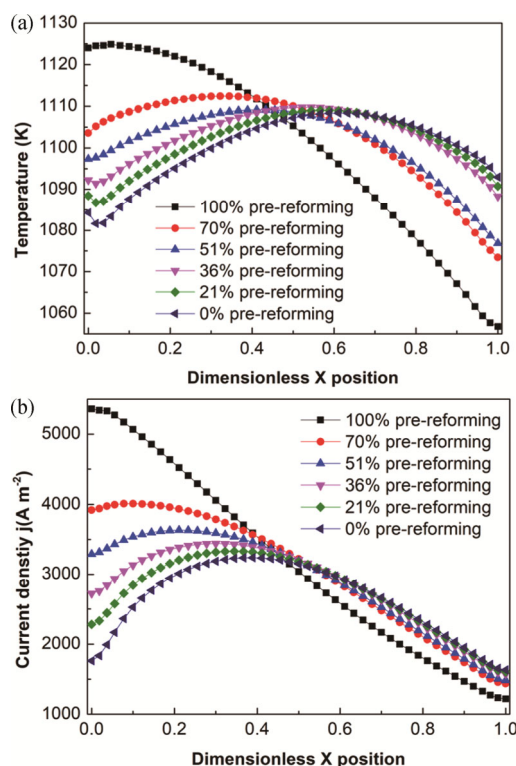 (a)
1130
1120
1110
1100
1090
1080
1070
1060
Temperature (K)
100% pre-reforming
70% pre-reforming
51% pre-reforming
36% pre-reforming
21% pre-reforming
0% pre-reforming
0.0 0.2 0.4 0.6 0.8 1.0
Dimensionless X position
(b)
5000
4000
3000
2000
1000
Current denstiy j(A m-2)
100% pre-reforming
70% pre-reforming
51% pre-reforming
36% pre-reforming
21% pre-reforming
0% pre-reforming
0.0 0.2 0.4 0.6 0.8 1.0
Dimensionless X position